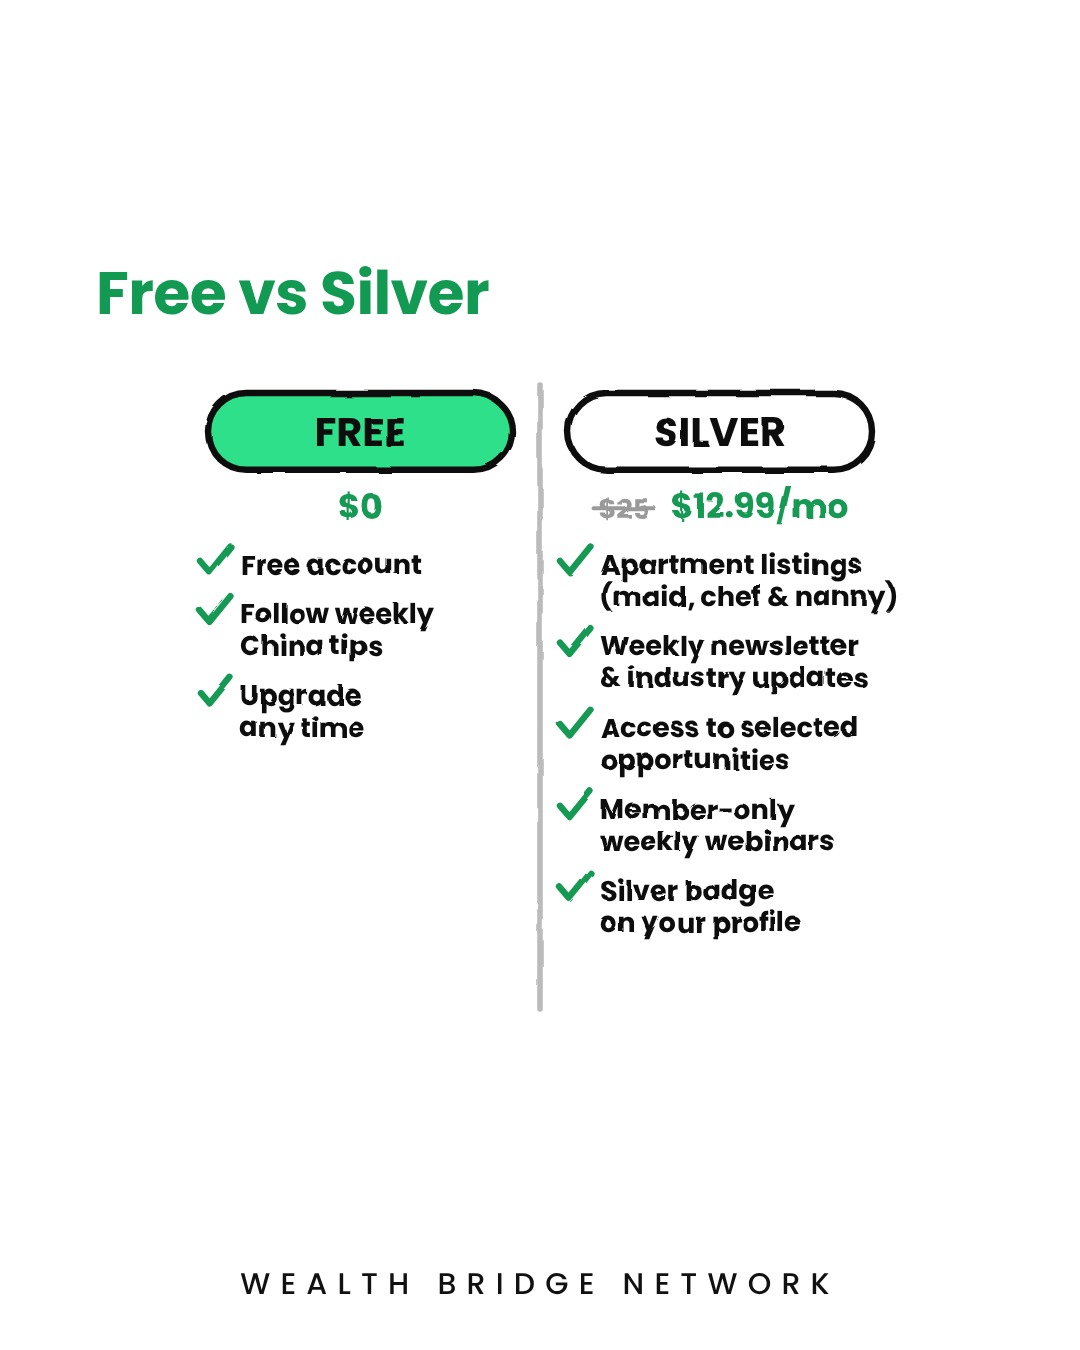 Free vs Silver
FREE
$0
Free account
Follow weekly
China tips
Upgrade
any time
SILVER
$25 $12.99/mo
Apartment listings
(maid, chef & nanny)
Weekly newsletter
& industry updates
Access to selected
opportunities
Member-only
weekly webinars
Silver badge
on your profile
WEALTH BRIDGE NETWORK